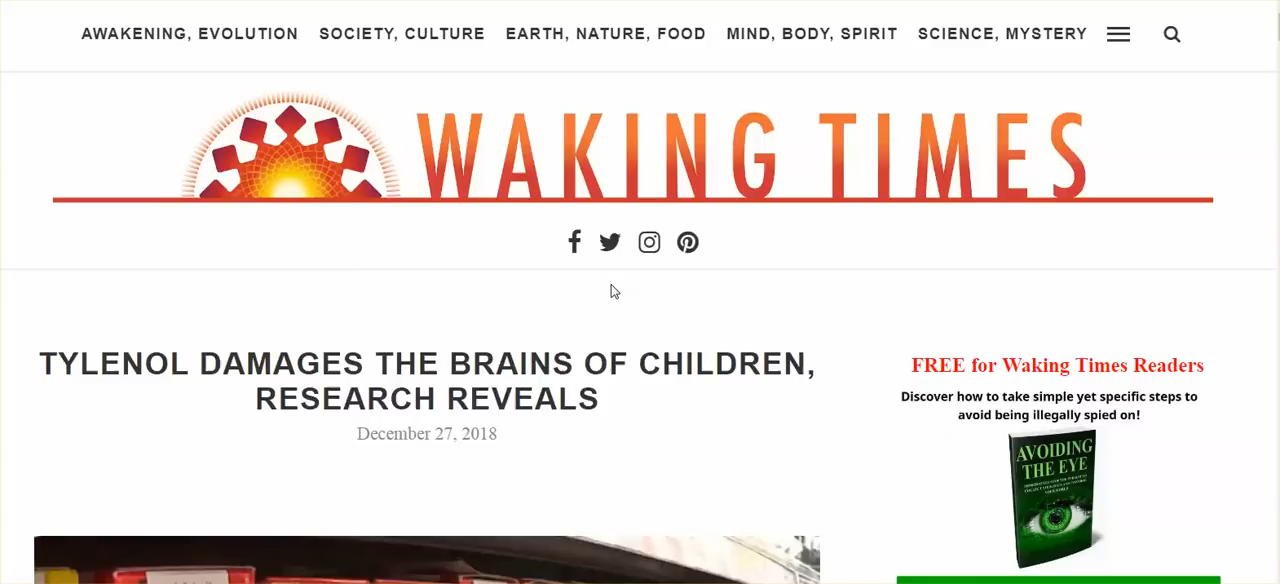 AWAKENING, EVOLUTION SOCIETY, CULTURE EARTH, NATURE, FOOD MIND, BODY, SPIRIT SCIENCE, MYSTERY
WAKING TIMES
TYLENOL DAMAGES THE BRAINS OF CHILDREN,
RESEARCH REVEALS
December 27, 2018
FREE for Waking Times Readers
Discover how to take simple yet specific steps to
avoid being illegally spied on!
AVOIDING
THE EYE